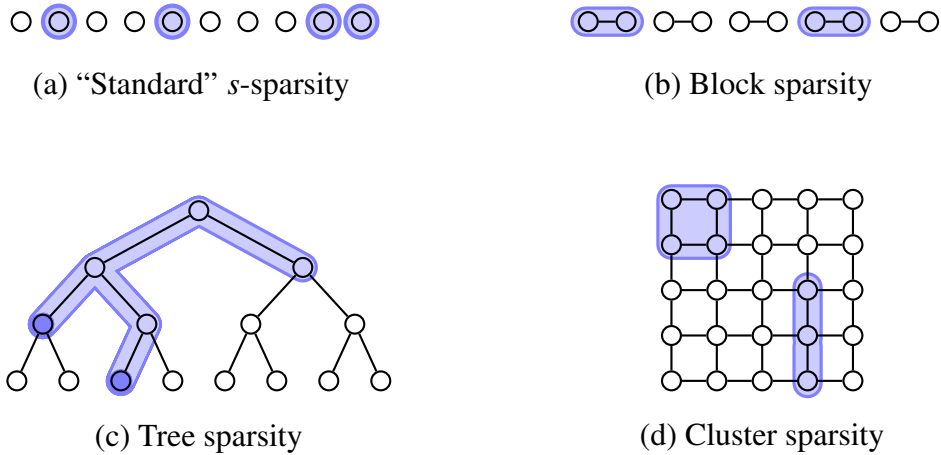 (a) “Standard” s-sparsity
(b) Block sparsity
(c) Tree sparsity
(d) Cluster sparsity